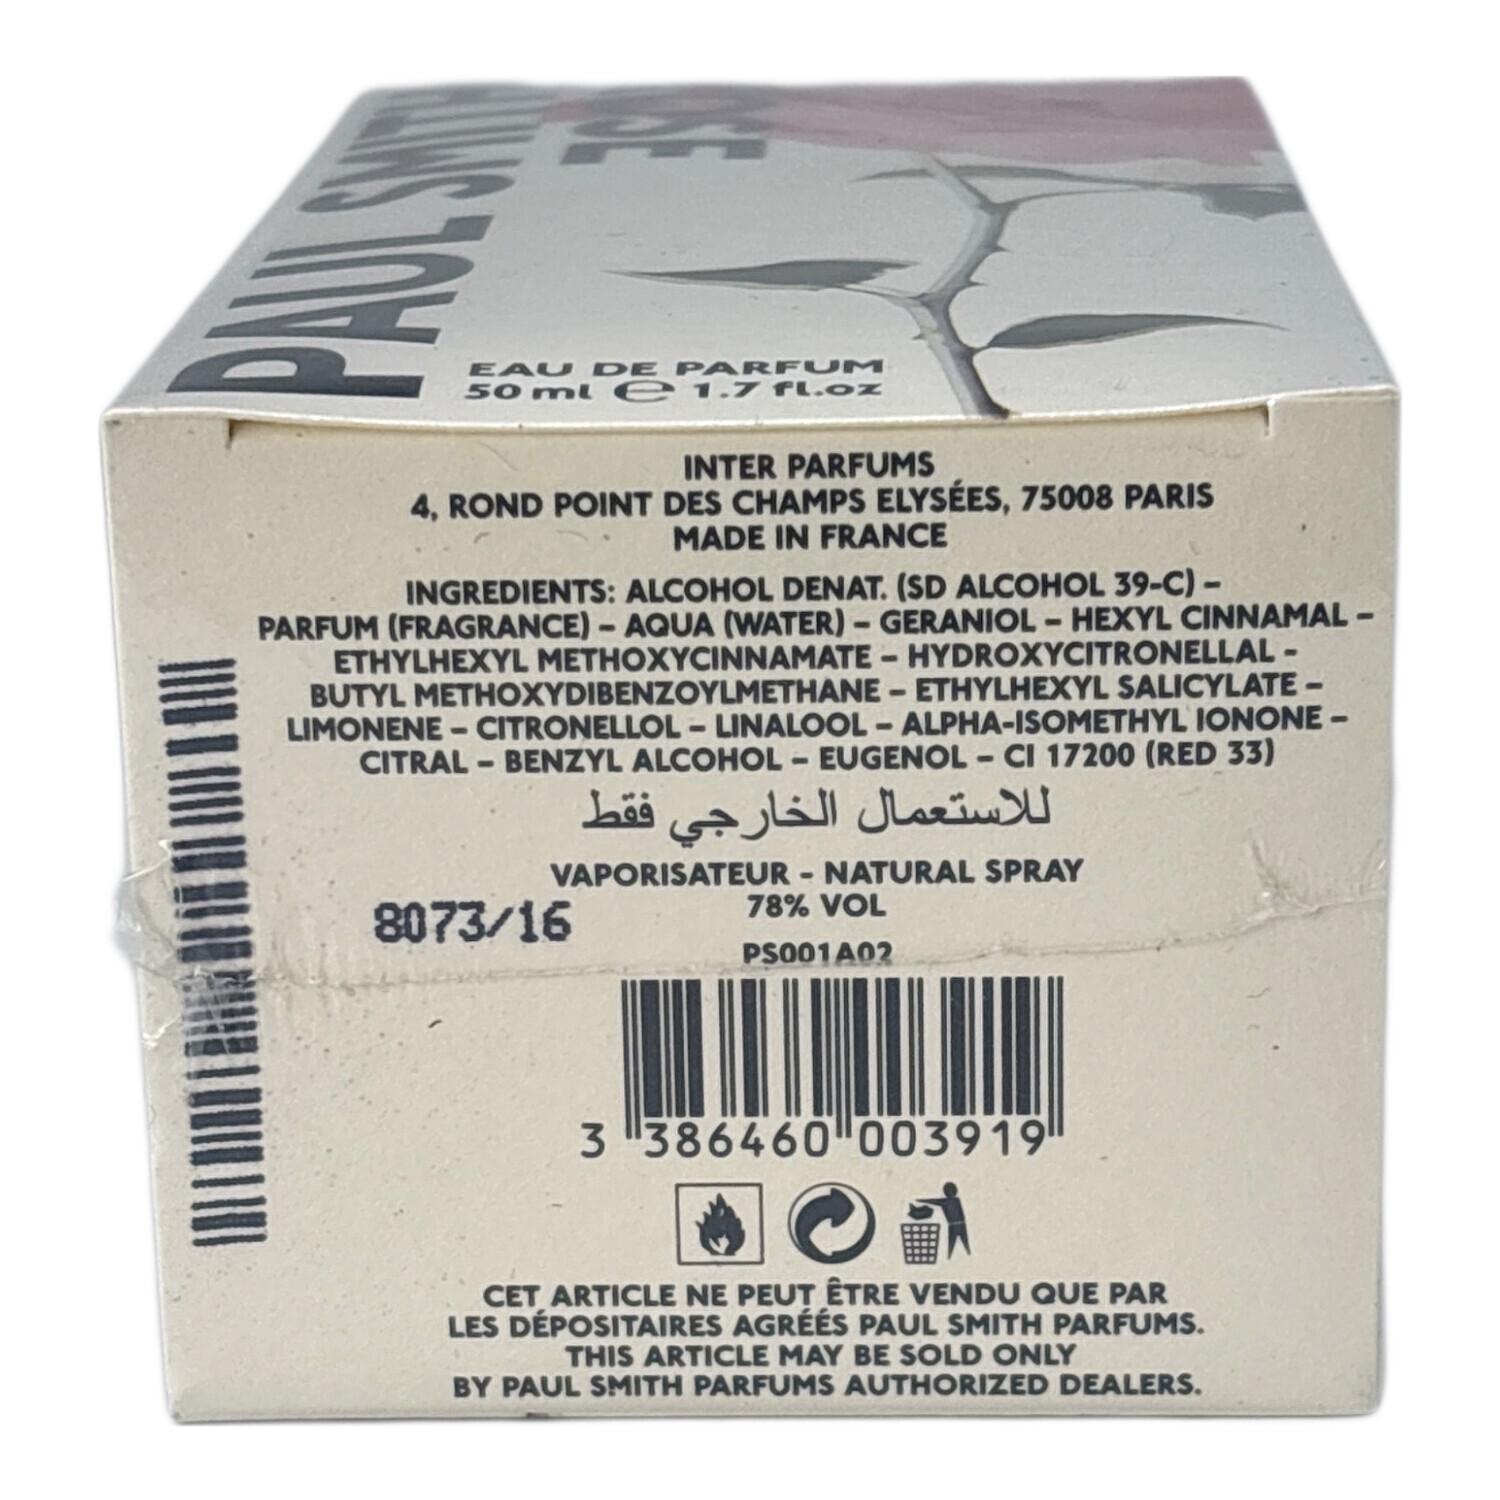 PAUL SMITH
EAU DE PARFUM
50 ml ℮ 1.7 fl.oz
INTER PARFUMS
4, ROND POINT DES CHAMPS ELYSÉES, 75008 PARIS
MADE IN FRANCE
INGREDIENTS: ALCOHOL DENAT. (SD ALCOHOL 39-C) –
PARFUM (FRAGRANCE) – AQUA (WATER) – GERANIOL – HEXYL CINNAMAL –
ETHYLHEXYL METHOXYCINNAMATE – HYDROXYCITRONELLAL -
BUTYL METHOXYDIBENZOYLMETHANE – ETHYLHEXYL SALICYLATE –
LIMONENE – CITRONELLOL – LINALOOL – ALPHA-ISOMETHYL IONONE –
CITRAL – BENZYL ALCOHOL – EUGENOL – CI 17200 (RED 33)
للاستعمال الخارجي فقط
VAPORISATEUR - NATURAL SPRAY
78% VOL
8073/16
PS001A02
3 386460 003919
CET ARTICLE NE PEUT ÊTRE VENDU QUE PAR
LES DÉPOSITAIRES AGRÉÉS PAUL SMITH PARFUMS.
THIS ARTICLE MAY BE SOLD ONLY
BY PAUL SMITH PARFUMS AUTHORIZED DEALERS.